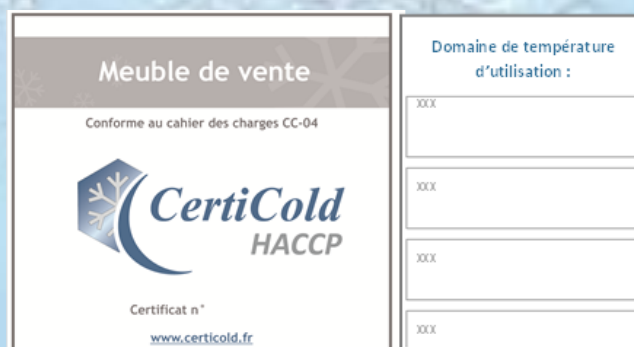 Meuble de vente
Conforme au cahier des charges CC-04
CertiCold
HACCP
Certificat n°
www.certicold.fr
Domaine de température
d'utilisation :
XXX
XXX
XXX
XXX